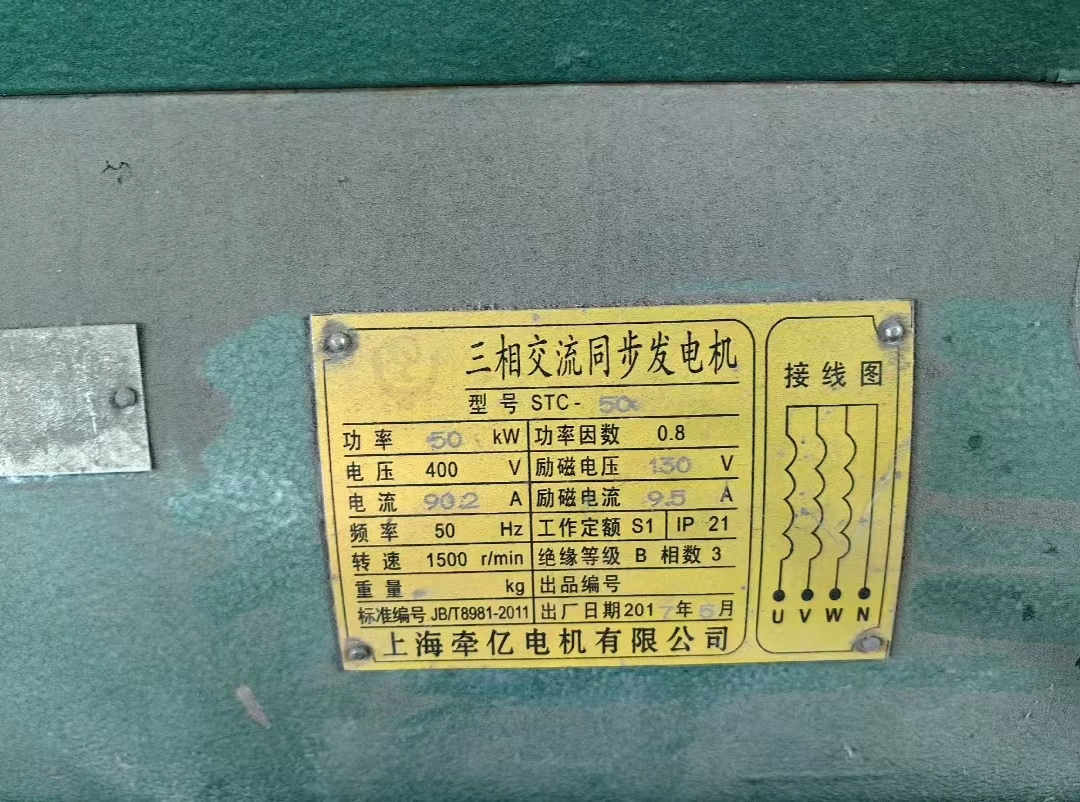 三相交流同步发电机
型号 STC-50
功率 50 kW 功率因数 0.8
电压 400 V 励磁电压 130 V
电流 90.2 A 励磁电流 9.5 A
频率 50 Hz 工作定额 S1 IP 21
转速 1500 r/min 绝缘等级 B 相数 3
重量 kg 出品编号
标准编号 JB/T8981-2011 出厂日期 2017年5月
上海牵亿电机有限公司
接线图
U V W N